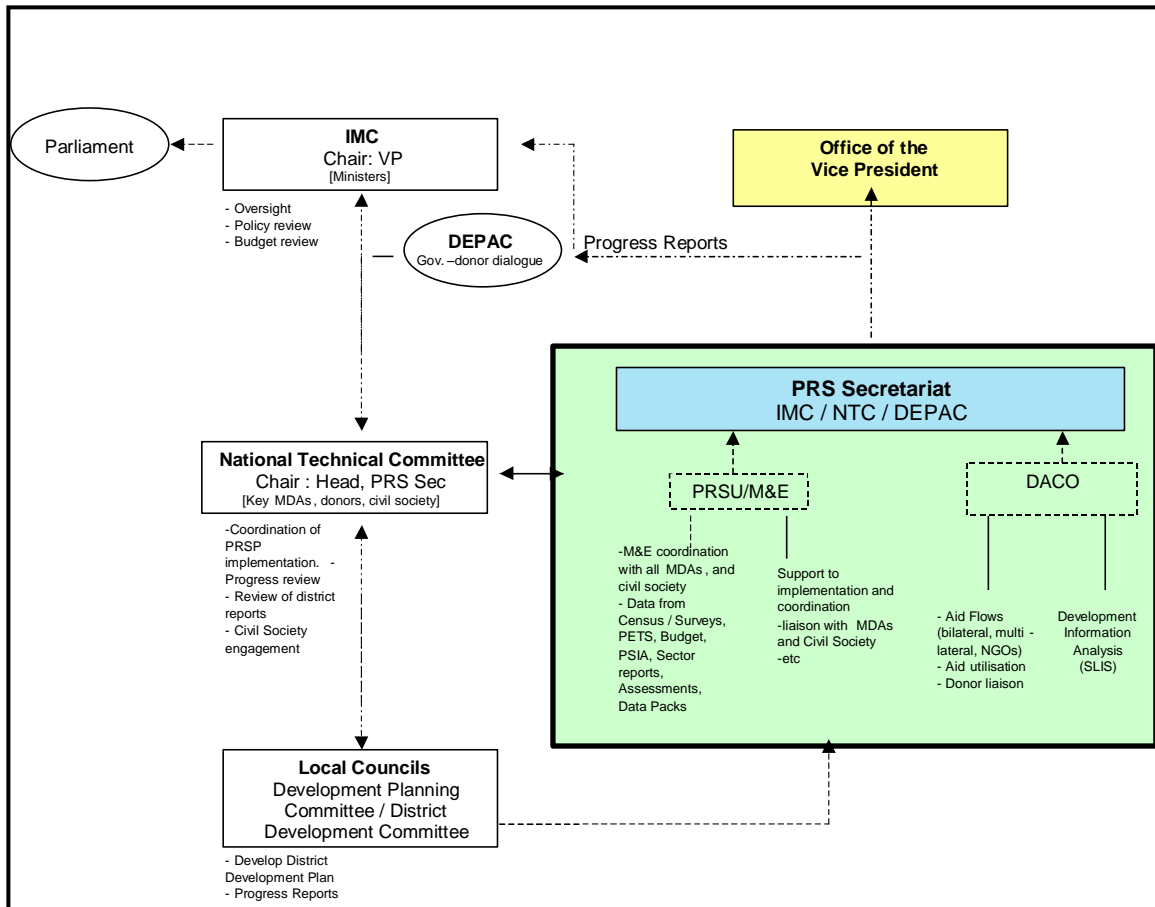 Parliament
IMC
Chair: VP
[Ministers]
- Oversight
- Policy review
- Budget review
DEPAC
Gov. –donor dialogue
Progress Reports
Office of the
Vice President
PRS Secretariat
IMC / NTC / DEPAC
National Technical Committee
Chair : Head, PRS Sec
[Key MDAs, donors, civil society]
-Coordination of
PRSP
implementation. -
Progress review
- Review of district
reports
- Civil Society
engagement
PRSU/M&E
-M&E coordination
with all MDAs, and
civil society
- Data from
Census / Surveys,
PETS, Budget,
PSIA, Sector
reports,
Assessments,
Data Packs
Support to
implementation and
coordination
-liaison with MDAs
and Civil Society
-etc
DACO
- Aid Flows
(bilateral, multi -
lateral, NGOs)
- Aid utilisation
- Donor liaison
Development
Information
Analysis
(SLIS)
Local Councils
Development Planning
Committee / District
Development Committee
- Develop District
Development Plan
- Progress Reports